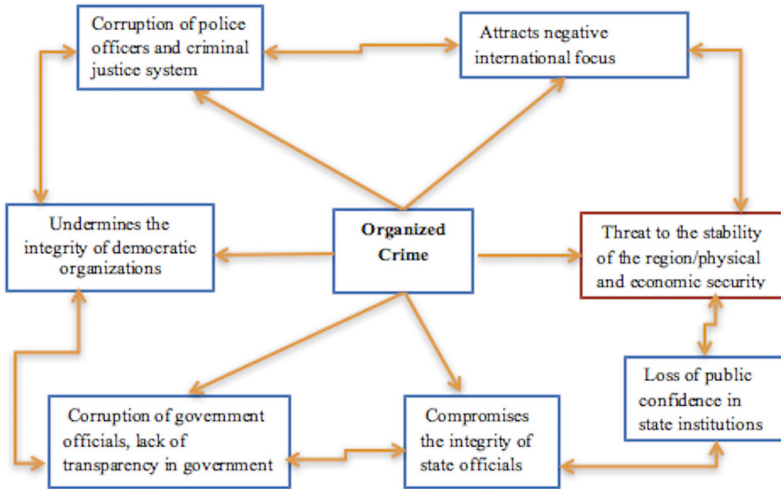 Corruption of police
officers and criminal
justice system
Attracts negative
international focus
Undermines the
integrity of democratic
organizations
Organized
Crime
Threat to the stability
of the region/physical
and economic security
Loss of public
confidence in
state institutions
Corruption of government
officials, lack of
transparency in government
Compromises
the integrity of
state officials